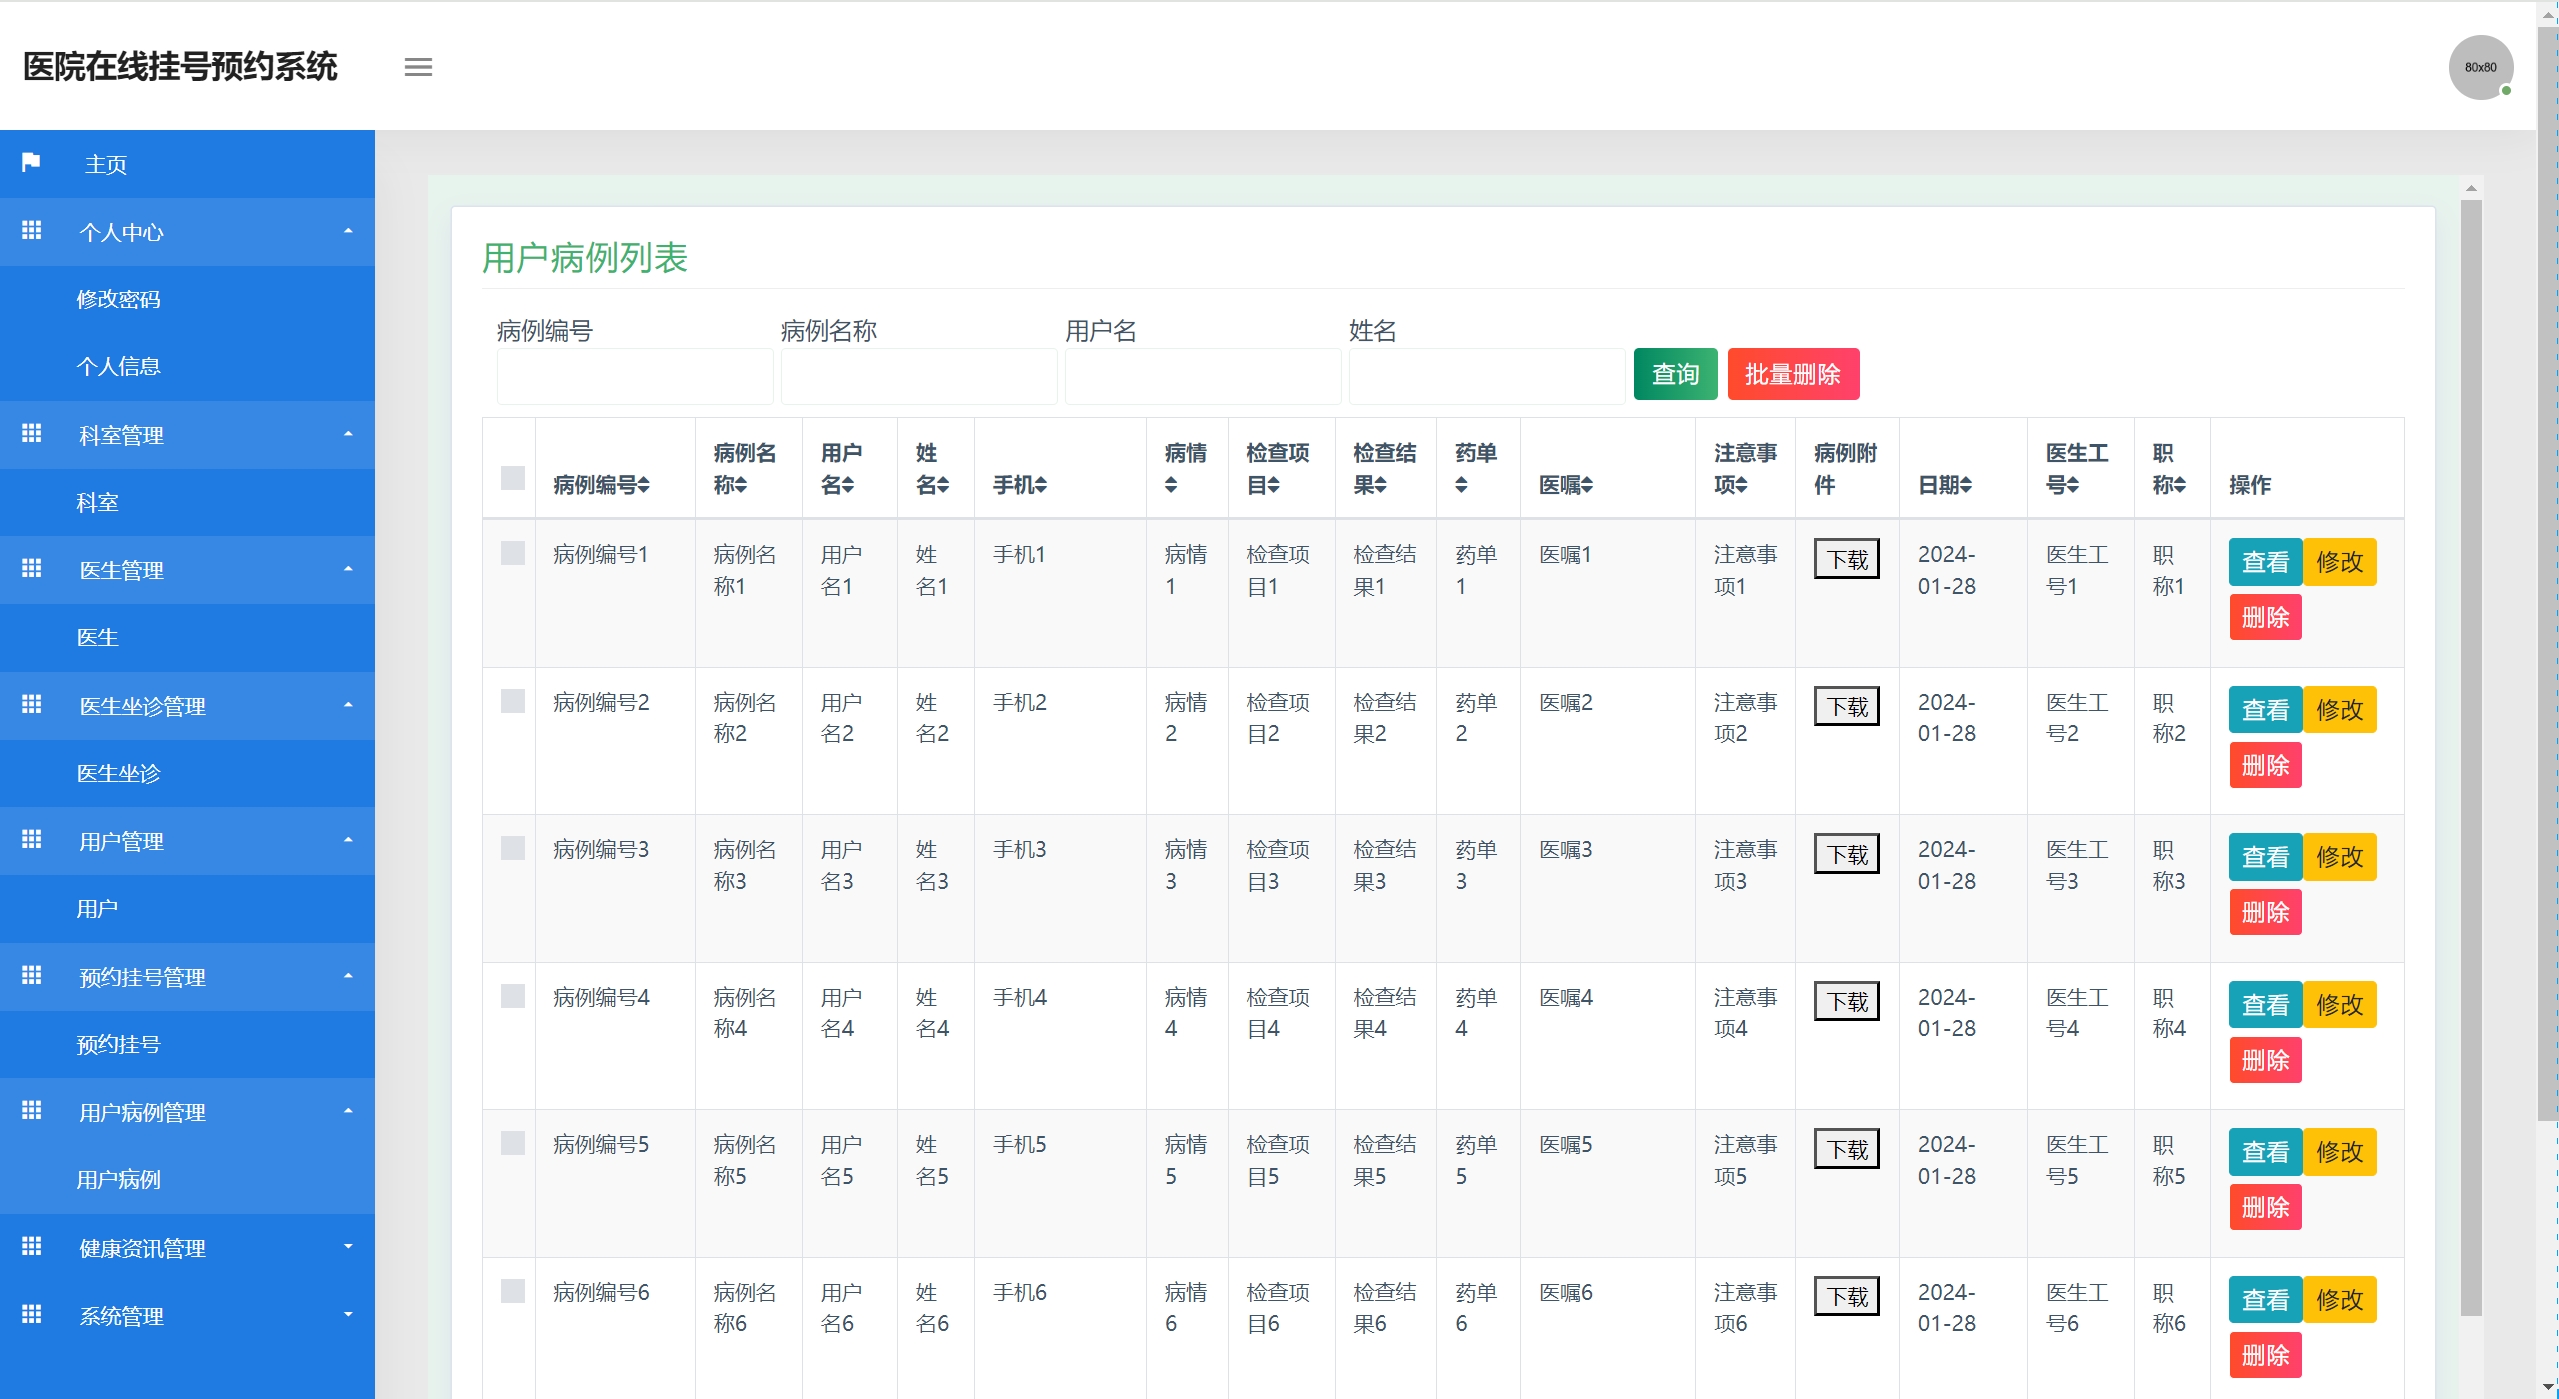 医院在线挂号预约系统
80x80
主页
个人中心
修改密码
个人信息
科室管理
科室
医生管理
医生
医生坐诊管理
医生坐诊
用户管理
用户
预约挂号管理
预约挂号
用户病例管理
用户病例
健康资讯管理
系统管理
用户病例列表
病例编号 病例名称 用户名 姓名
查询 批量删除
病例编号 病例名称 用户名 姓名 手机 病情 检查项目 检查结果 药单 医嘱 注意事项 病例附件 日期 医生工号 职称 操作
病例编号1 病例名称1 用户名1 姓名1 手机1 病情1 检查项目1 检查结果1 药单1 医嘱1 注意事项1 下载 2024-01-28 医生工号1 职称1 查看 修改 删除
病例编号2 病例名称2 用户名2 姓名2 手机2 病情2 检查项目2 检查结果2 药单2 医嘱2 注意事项2 下载 2024-01-28 医生工号2 职称2 查看 修改 删除
病例编号3 病例名称3 用户名3 姓名3 手机3 病情3 检查项目3 检查结果3 药单3 医嘱3 注意事项3 下载 2024-01-28 医生工号3 职称3 查看 修改 删除
病例编号4 病例名称4 用户名4 姓名4 手机4 病情4 检查项目4 检查结果4 药单4 医嘱4 注意事项4 下载 2024-01-28 医生工号4 职称4 查看 修改 删除
病例编号5 病例名称5 用户名5 姓名5 手机5 病情5 检查项目5 检查结果5 药单5 医嘱5 注意事项5 下载 2024-01-28 医生工号5 职称5 查看 修改 删除
病例编号6 病例名称6 用户名6 姓名6 手机6 病情6 检查项目6 检查结果6 药单6 医嘱6 注意事项6 下载 2024-01-28 医生工号6 职称6 查看 修改 删除